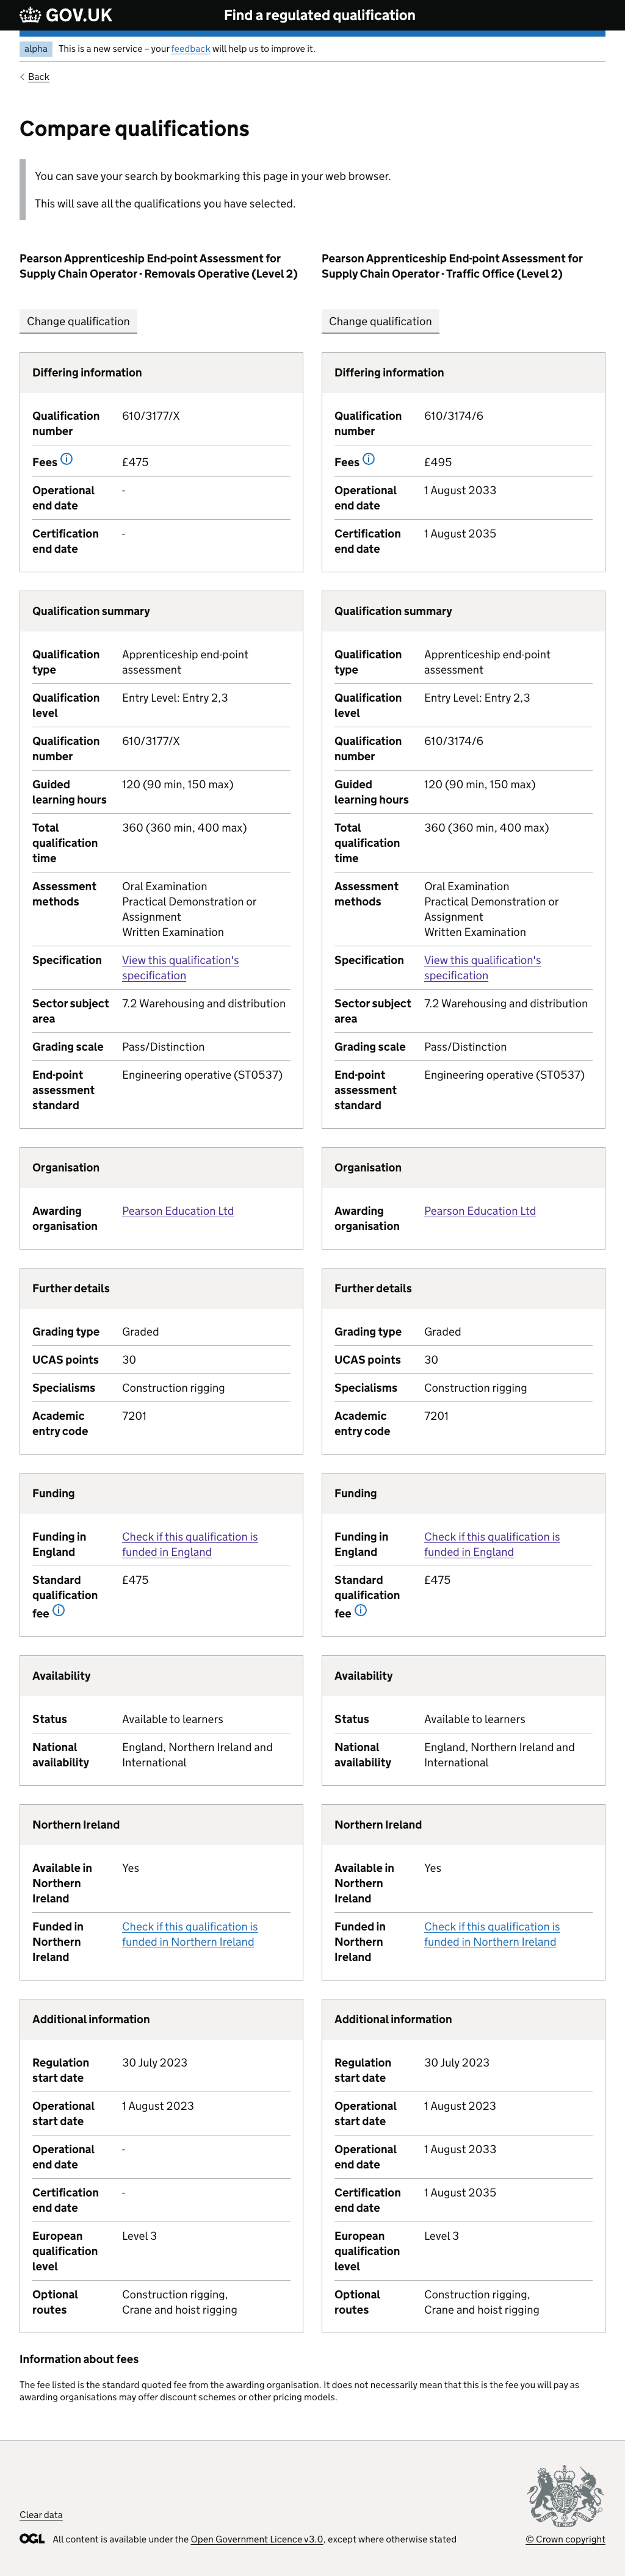 GOV.UK
Find a regulated qualification
alpha
This is a new service – your feedback will help us to improve it.
Back
Compare qualifications
You can save your search by bookmarking this page in your web browser.
This will save all the qualifications you have selected.
Pearson Apprenticeship End-point Assessment for
Supply Chain Operator - Removals Operative (Level 2)
Change qualification
Differing information
Qualification
number
610/3177/X
Fees
£475
Operational
end date
-
Certification
end date
-
Qualification summary
Qualification
type
Apprenticeship end-point
assessment
Qualification
level
Entry Level: Entry 2,3
Qualification
number
610/3177/X
Guided
learning hours
120 (90 min, 150 max)
Total
qualification
time
360 (360 min, 400 max)
Assessment
methods
Oral Examination
Practical Demonstration or
Assignment
Written Examination
Specification
View this qualification's
specification
Sector subject
area
7.2 Warehousing and distribution
Grading scale
Pass/Distinction
End-point
assessment
standard
Engineering operative (ST0537)
Organisation
Awarding
organisation
Pearson Education Ltd
Further details
Grading type
Graded
UCAS points
30
Specialisms
Construction rigging
Academic
entry code
7201
Funding
Funding in
England
Check if this qualification is
funded in England
Standard
qualification
fee
£475
Availability
Status
Available to learners
National
availability
England, Northern Ireland and
International
Northern Ireland
Available in
Northern
Ireland
Yes
Funded in
Northern
Ireland
Check if this qualification is
funded in Northern Ireland
Additional information
Regulation
start date
30 July 2023
Operational
start date
1 August 2023
Operational
end date
-
Certification
end date
-
European
qualification
level
Level 3
Optional
routes
Construction rigging,
Crane and hoist rigging
Pearson Apprenticeship End-point Assessment for
Supply Chain Operator - Traffic Office (Level 2)
Change qualification
Differing information
Qualification
number
610/3174/6
Fees
£495
Operational
end date
1 August 2033
Certification
end date
1 August 2035
Qualification summary
Qualification
type
Apprenticeship end-point
assessment
Qualification
level
Entry Level: Entry 2,3
Qualification
number
610/3174/6
Guided
learning hours
120 (90 min, 150 max)
Total
qualification
time
360 (360 min, 400 max)
Assessment
methods
Oral Examination
Practical Demonstration or
Assignment
Written Examination
Specification
View this qualification's
specification
Sector subject
area
7.2 Warehousing and distribution
Grading scale
Pass/Distinction
End-point
assessment
standard
Engineering operative (ST0537)
Organisation
Awarding
organisation
Pearson Education Ltd
Further details
Grading type
Graded
UCAS points
30
Specialisms
Construction rigging
Academic
entry code
7201
Funding
Funding in
England
Check if this qualification is
funded in England
Standard
qualification
fee
£475
Availability
Status
Available to learners
National
availability
England, Northern Ireland and
International
Northern Ireland
Available in
Northern
Ireland
Yes
Funded in
Northern
Ireland
Check if this qualification is
funded in Northern Ireland
Additional information
Regulation
start date
30 July 2023
Operational
start date
1 August 2023
Operational
end date
1 August 2033
Certification
end date
1 August 2035
European
qualification
level
Level 3
Optional
routes
Construction rigging,
Crane and hoist rigging
Information about fees
The fee listed is the standard quoted fee from the awarding organisation. It does not necessarily mean that this is the fee you will pay as
awarding organisations may offer discount schemes or other pricing models.
Clear data
OGL
All content is available under the Open Government Licence v3.0, except where otherwise stated
© Crown copyright